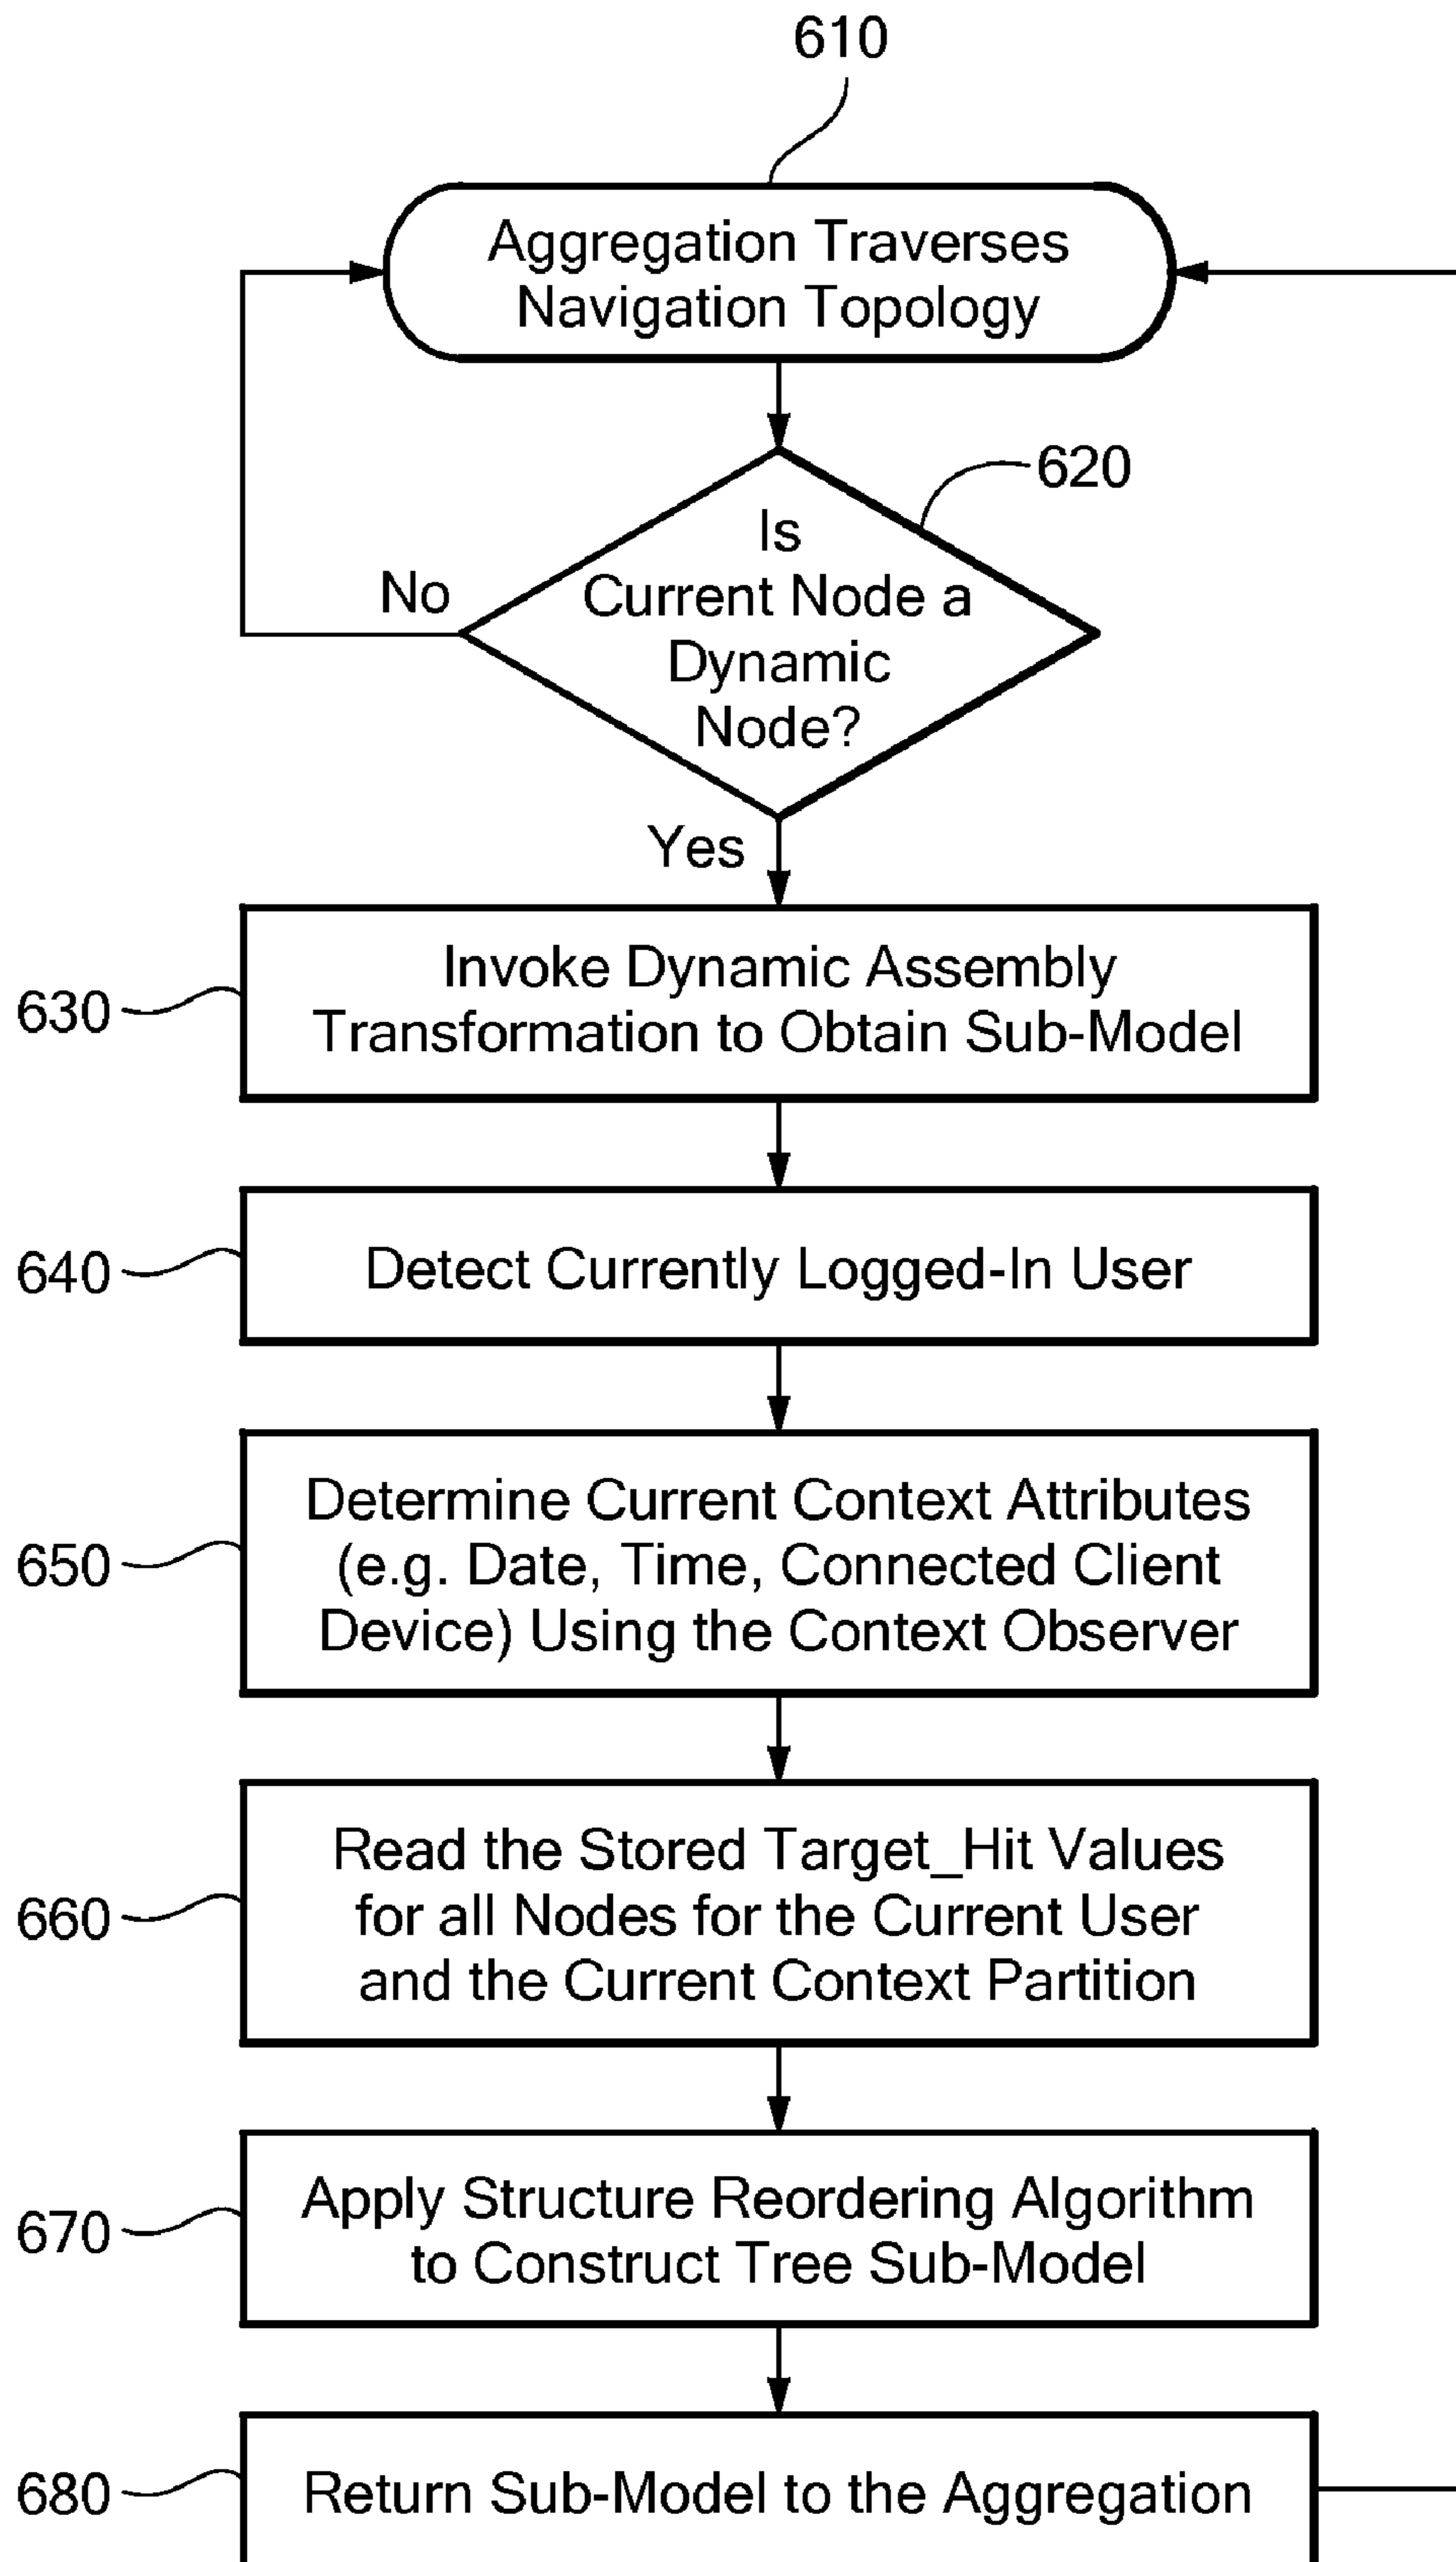 610
Aggregation Traverses
Navigation Topology
620
Is
Current Node a
Dynamic
Node?
No
Yes
630
Invoke Dynamic Assembly
Transformation to Obtain Sub-Model
640
Detect Currently Logged-In User
650
Determine Current Context Attributes
(e.g. Date, Time, Connected Client
Device) Using the Context Observer
660
Read the Stored Target_Hit Values
for all Nodes for the Current User
and the Current Context Partition
670
Apply Structure Reordering Algorithm
to Construct Tree Sub-Model
680
Return Sub-Model to the Aggregation